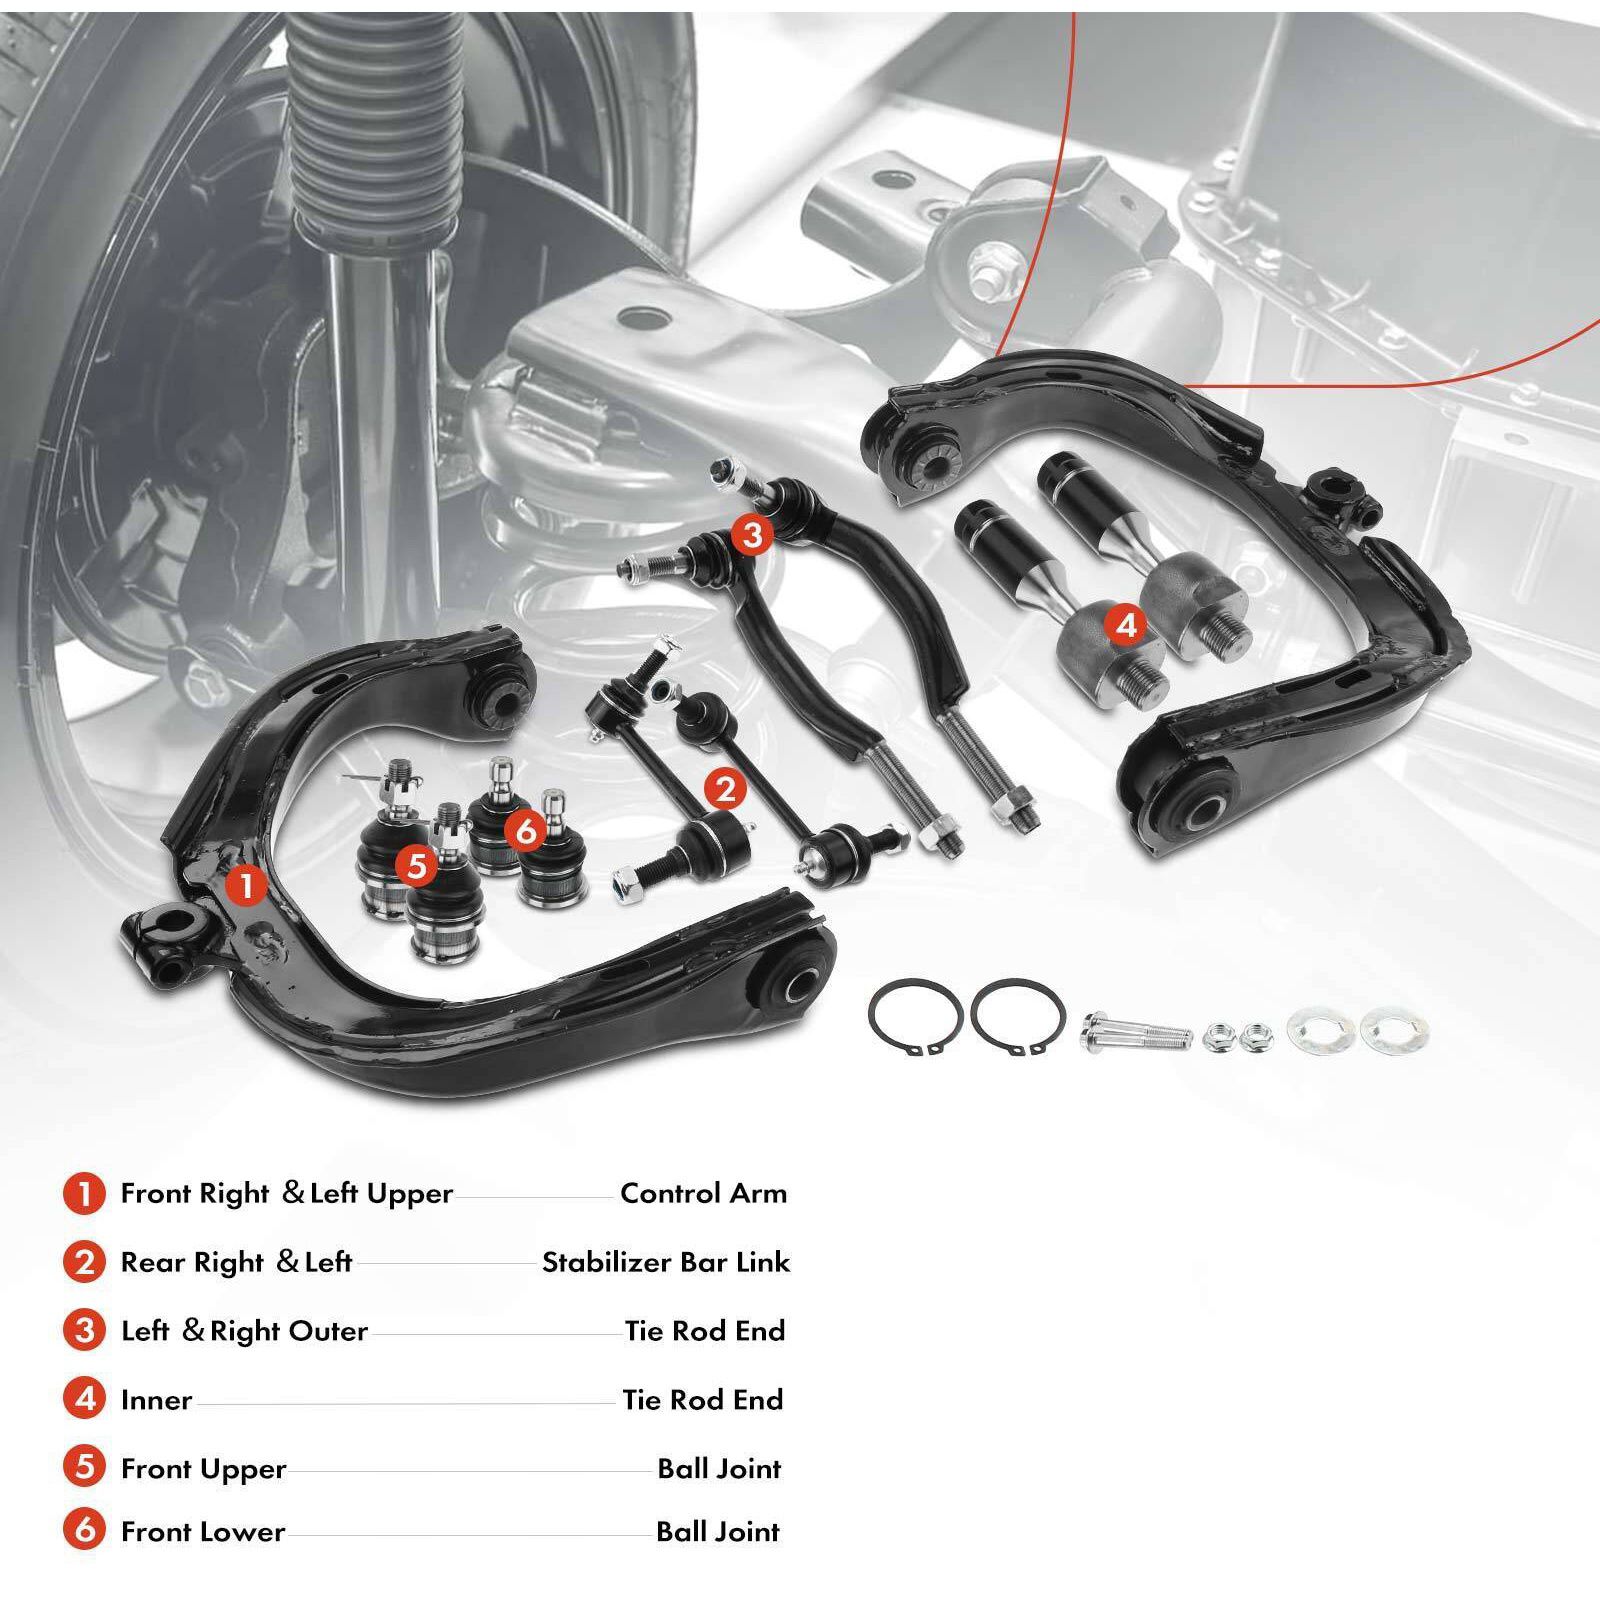 3
4
2
6
5
1
1 Front Right & Left Upper Control Arm
2 Rear Right & Left Stabilizer Bar Link
3 Left & Right Outer Tie Rod End
4 Inner Tie Rod End
5 Front Upper Ball Joint
6 Front Lower Ball Joint